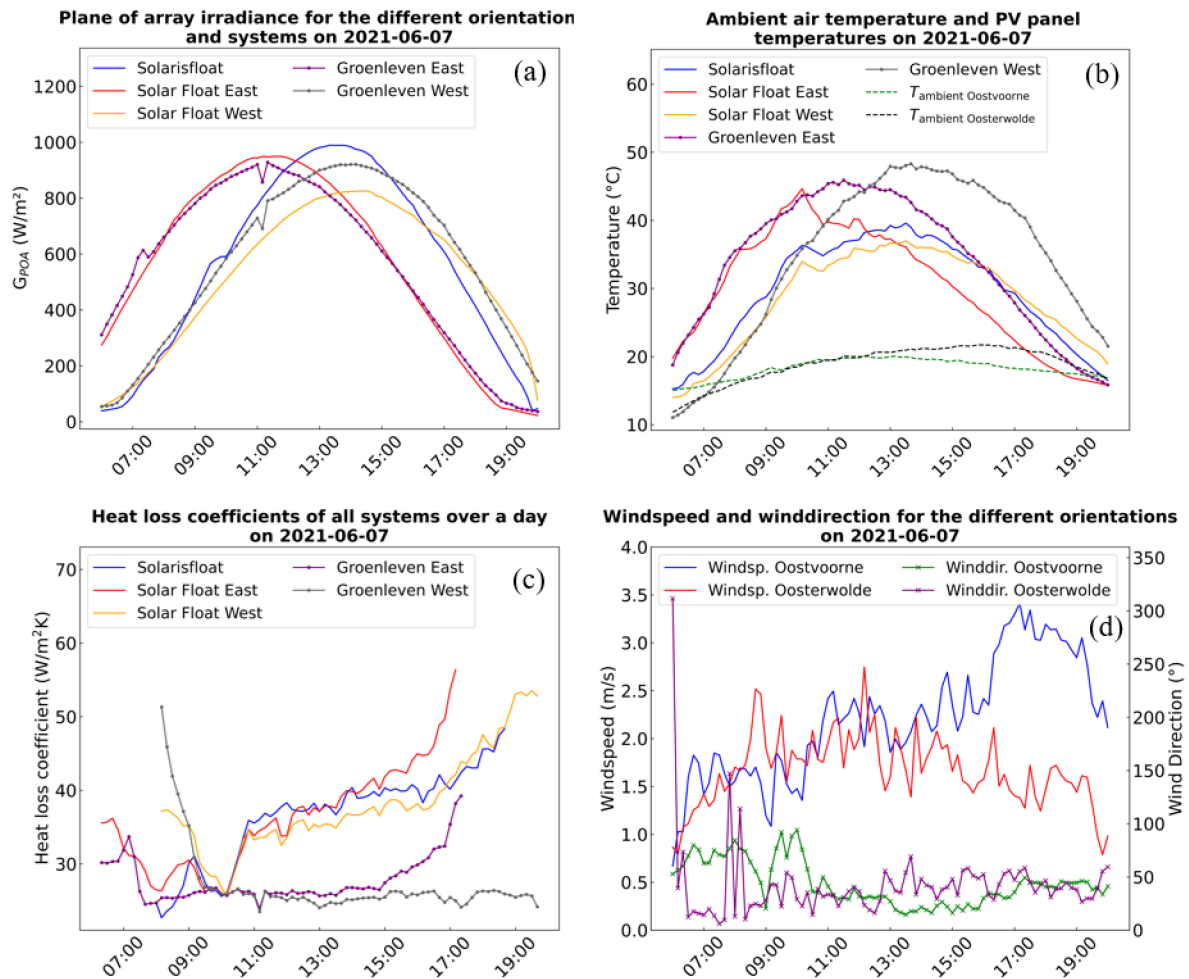 Plane of array irradiance for the different orientation
and systems on 2021-06-07
(a)
Solarisfloat
Solar Float East
Solar Float West
Groenleven East
Groenleven West
G_POA (W/m²)
1200
1000
800
600
400
200
0
07:00
09:00
11:00
13:00
15:00
17:00
19:00
Ambient air temperature and PV panel
temperatures on 2021-06-07
(b)
Solarisfloat
Solar Float East
Solar Float West
Groenleven East
Groenleven West
T_ambient Oostvoorne
T_ambient Oosterwolde
Temperature (°C)
60
50
40
30
20
10
07:00
09:00
11:00
13:00
15:00
17:00
19:00
Heat loss coefficients of all systems over a day
on 2021-06-07
(c)
Solarisfloat
Solar Float East
Solar Float West
Groenleven East
Groenleven West
Heat loss coefficient (W/m²K)
70
60
50
40
30
07:00
09:00
11:00
13:00
15:00
17:00
19:00
Windspeed and winddirection for the different orientations
on 2021-06-07
(d)
Windsp. Oostvoorne
Windsp. Oosterwolde
Winddir. Oostvoorne
Winddir. Oosterwolde
Windspeed (m/s)
4.0
3.5
3.0
2.5
2.0
1.5
1.0
0.5
0.0
Wind Direction (°)
350
300
250
200
150
100
50
0
07:00
09:00
11:00
13:00
15:00
17:00
19:00